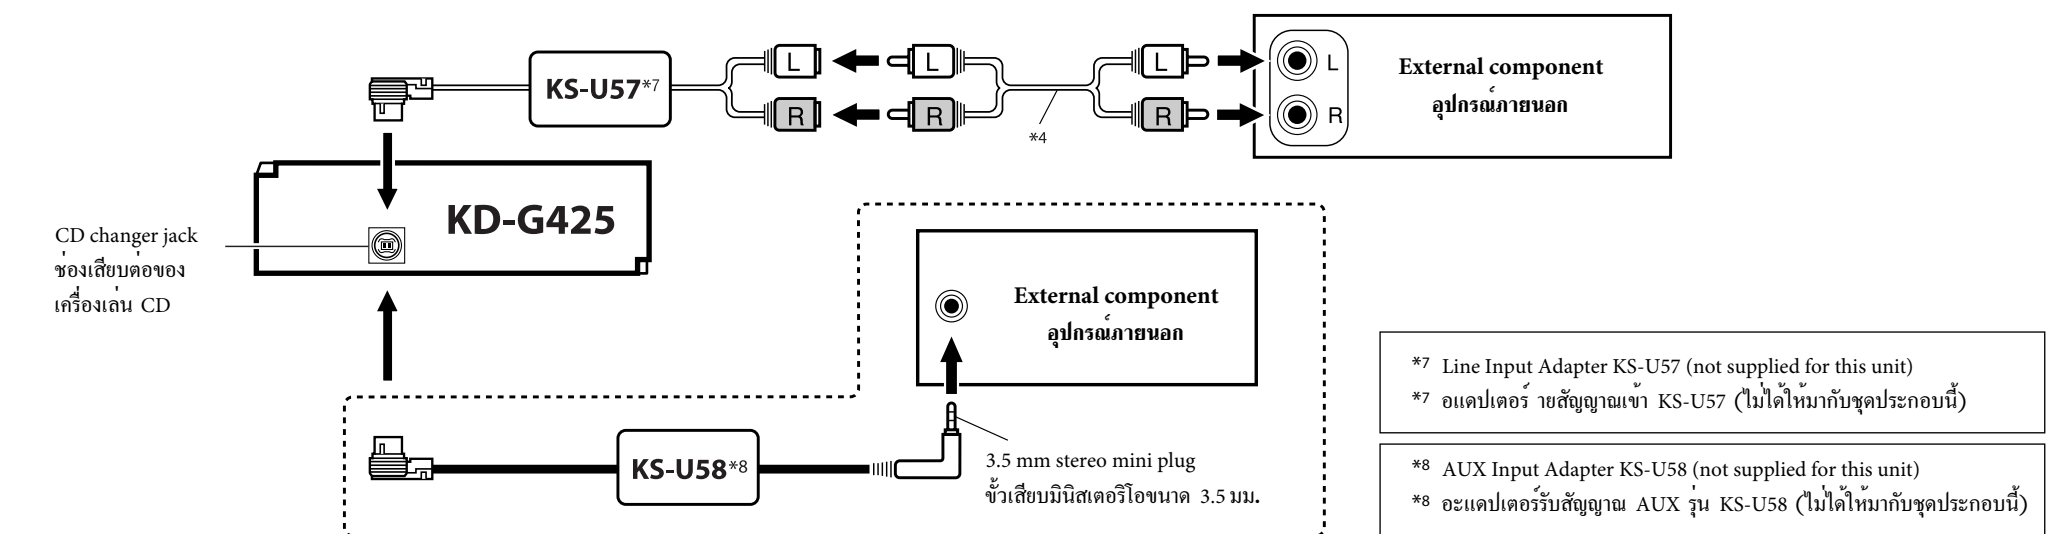 KS-U57*7
L
R
L
R
*4
L
R
L
R
External component
อุปกรณ์ภายนอก
KD-G425
CD changer jack
ช่องเสียบต่อของ
เครื่องเล่น CD
External component
อุปกรณ์ภายนอก
KS-U58*8
3.5 mm stereo mini plug
ขั้วเสียบมินิสเตอริโอขนาด 3.5 มม.
*7 Line Input Adapter KS-U57 (not supplied for this unit)
*7 อแดปเตอร์ ายสัญญาณเข้า KS-U57 (ไม่ได้ให้มากับชุดประกอบนี้)
*8 AUX Input Adapter KS-U58 (not supplied for this unit)
*8 อะแดปเตอร์รับสัญญาณ AUX รุ่น KS-U58 (ไม่ได้ให้มากับชุดประกอบนี้)